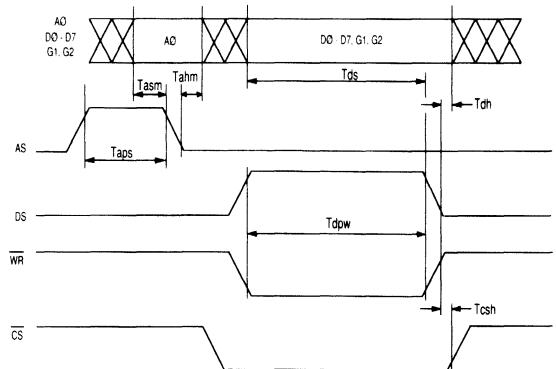 AØ
DØ - D7
G1, G2
AØ
DØ - D7, G1, G2
Tasm
Tahm
Tds
Tdh
AS
Taps
DS
Tdpw
WR
Tcsh
CS